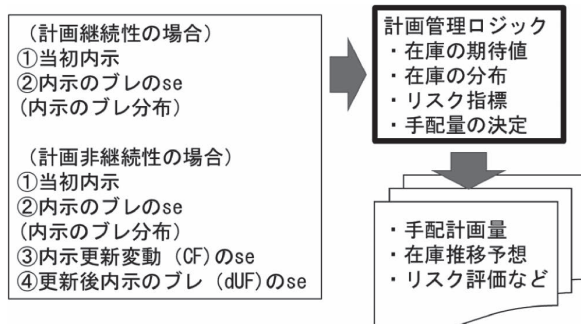 (計画継続性の場合)
①当初内示
②内示のブレのse
(内示のブレ分布)
(計画非継続性の場合)
①当初内示
②内示のブレのse
(内示のブレ分布)
③内示更新変動 (CF)のse
④更新後内示のブレ (dUF)のse
計画管理ロジック
・在庫の期待値
・在庫の分布
・リスク指標
・手配量の決定
・手配計画量
・在庫推移予想
・リスク評価など